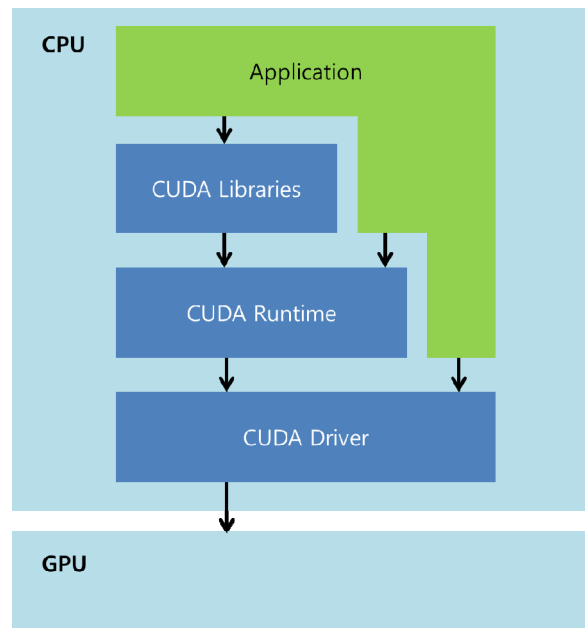 CPU
Application
CUDA Libraries
CUDA Runtime
CUDA Driver
GPU